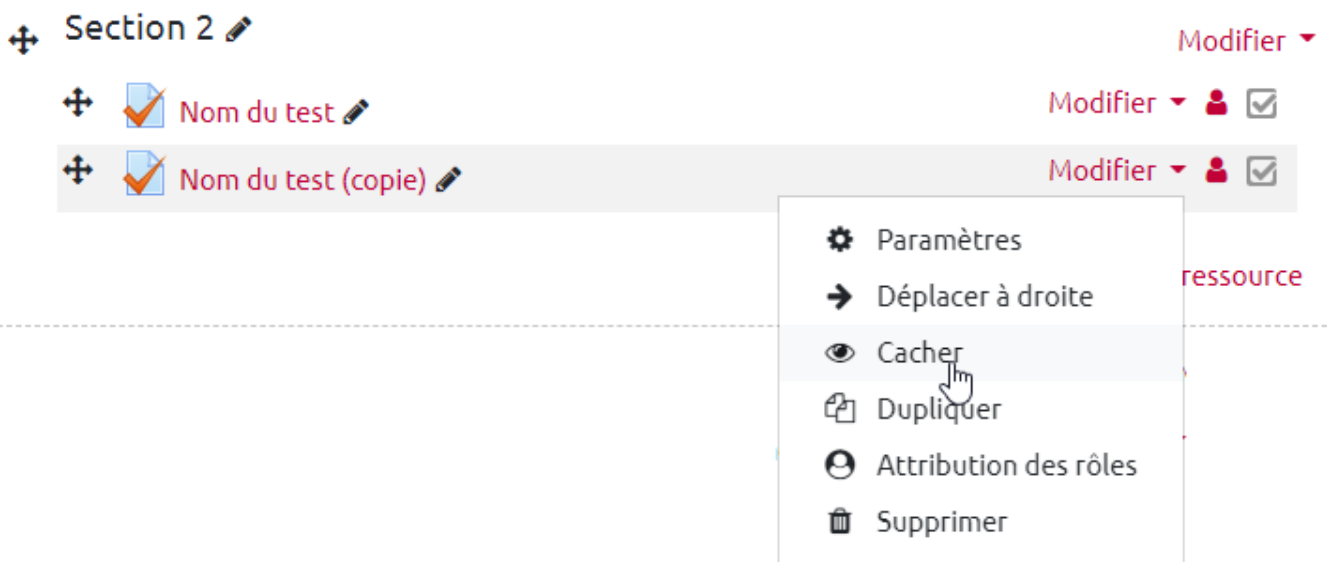 Section 2
Modifier
Nom du test
Modifier
Nom du test (copie)
Modifier
Paramètres
ressource
Déplacer à droite
Cacher
Dupliquer
Attribution des rôles
Supprimer